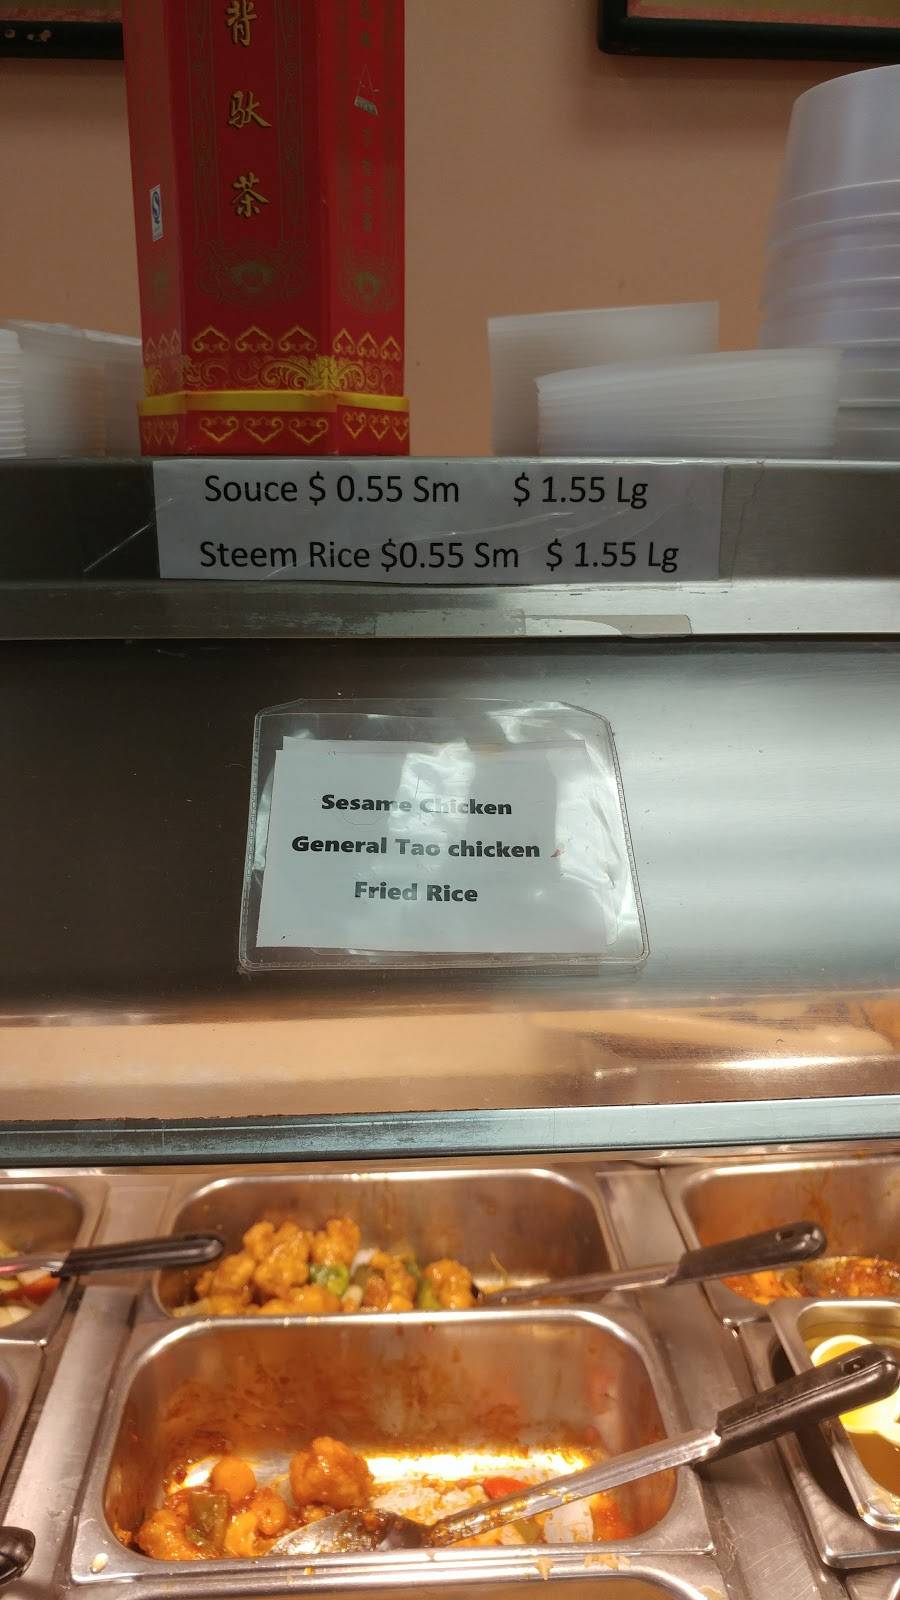 背
驮
茶
Souce $ 0.55 Sm $ 1.55 Lg
Steem Rice $0.55 Sm $ 1.55 Lg
Sesame Chicken
General Tao chicken
Fried Rice